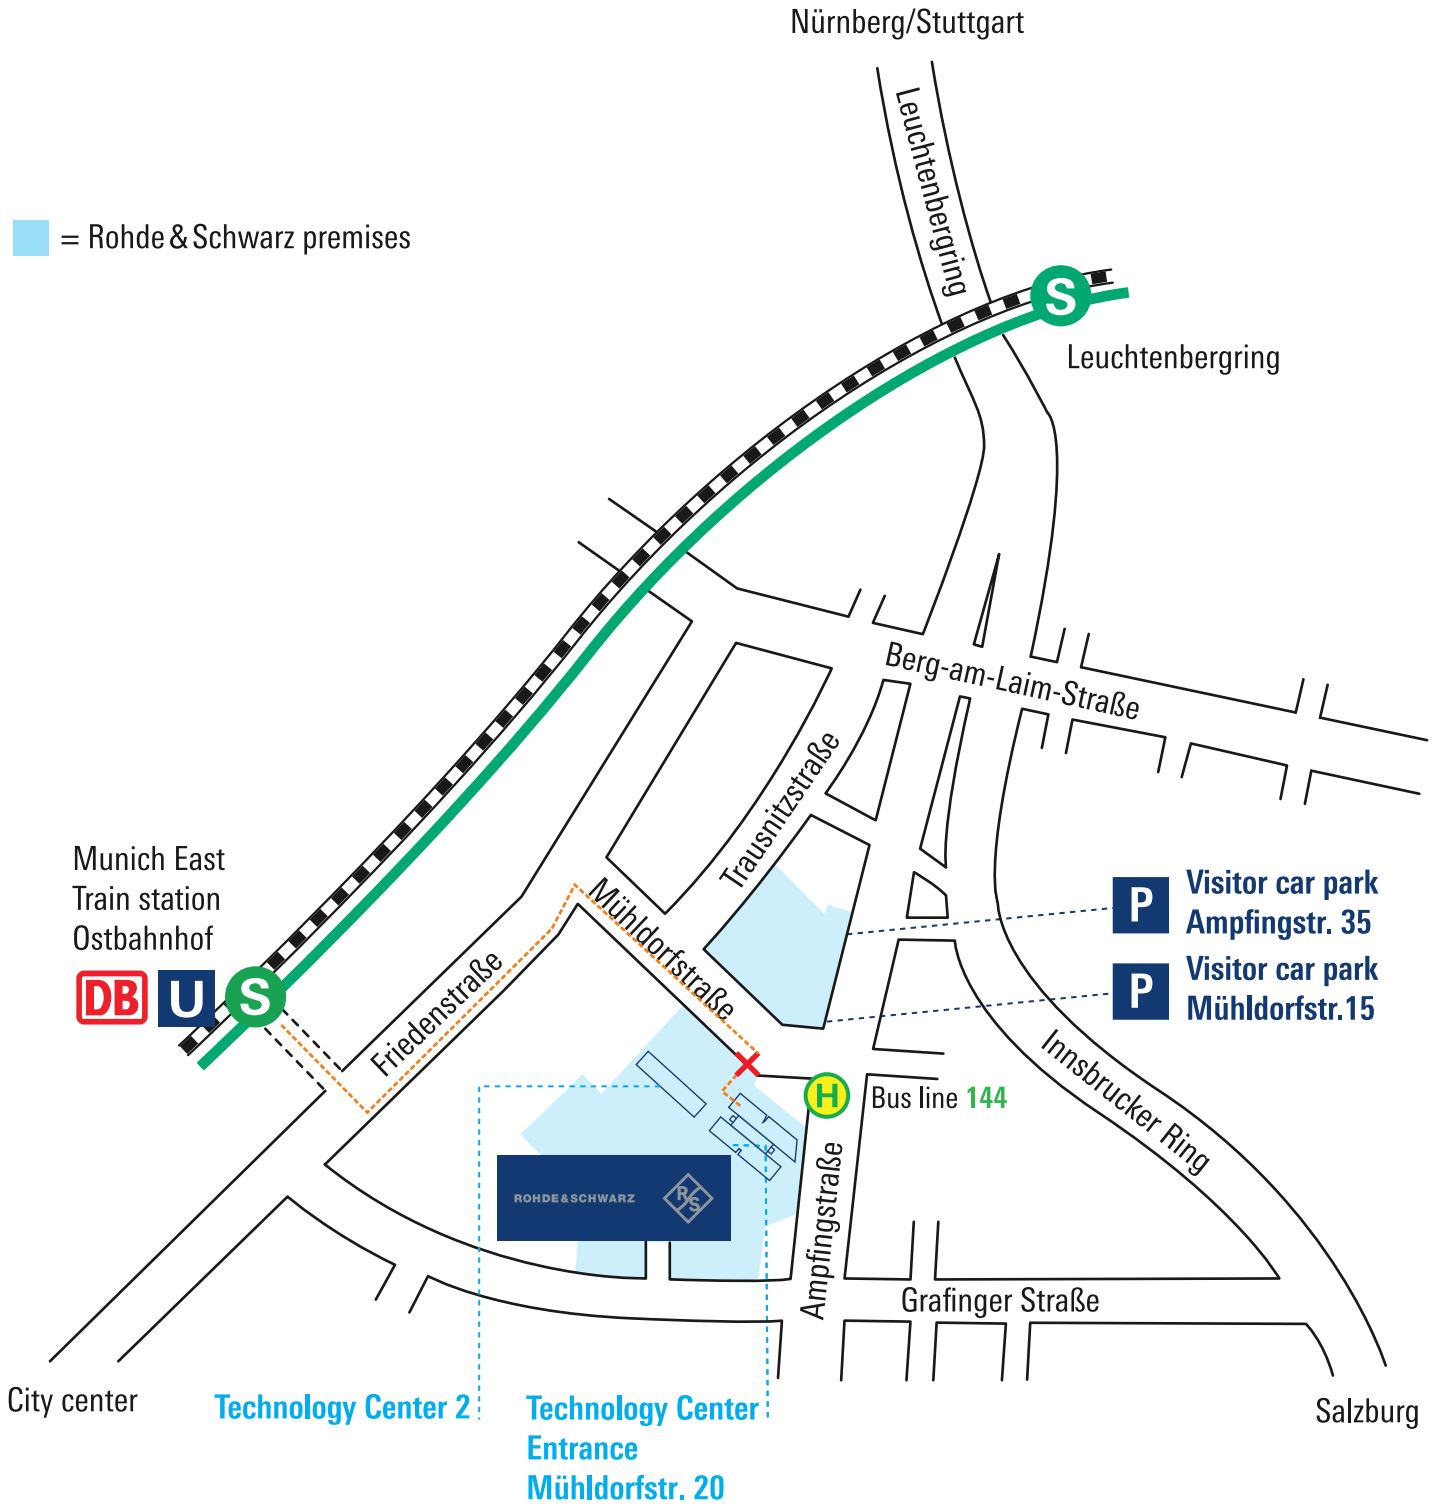 Nürnberg/Stuttgart
Leuchtenbergring
= Rohde & Schwarz premises
S
Leuchtenbergring
Berg-am-Laim-Straße
Trausnitzstraße
Munich East
Train station
Ostbahnhof
DB U S
Mühldorfstraße
Friedenstraße
P Visitor car park
Ampfingstr. 35
P Visitor car park
Mühldorfstr.15
Innsbrucker Ring
H Bus line 144
ROHDE&SCHWARZ R/S
Ampfingstraße
Grafinger Straße
City center
Technology Center 2
Technology Center
Entrance
Mühldorfstr. 20
Salzburg